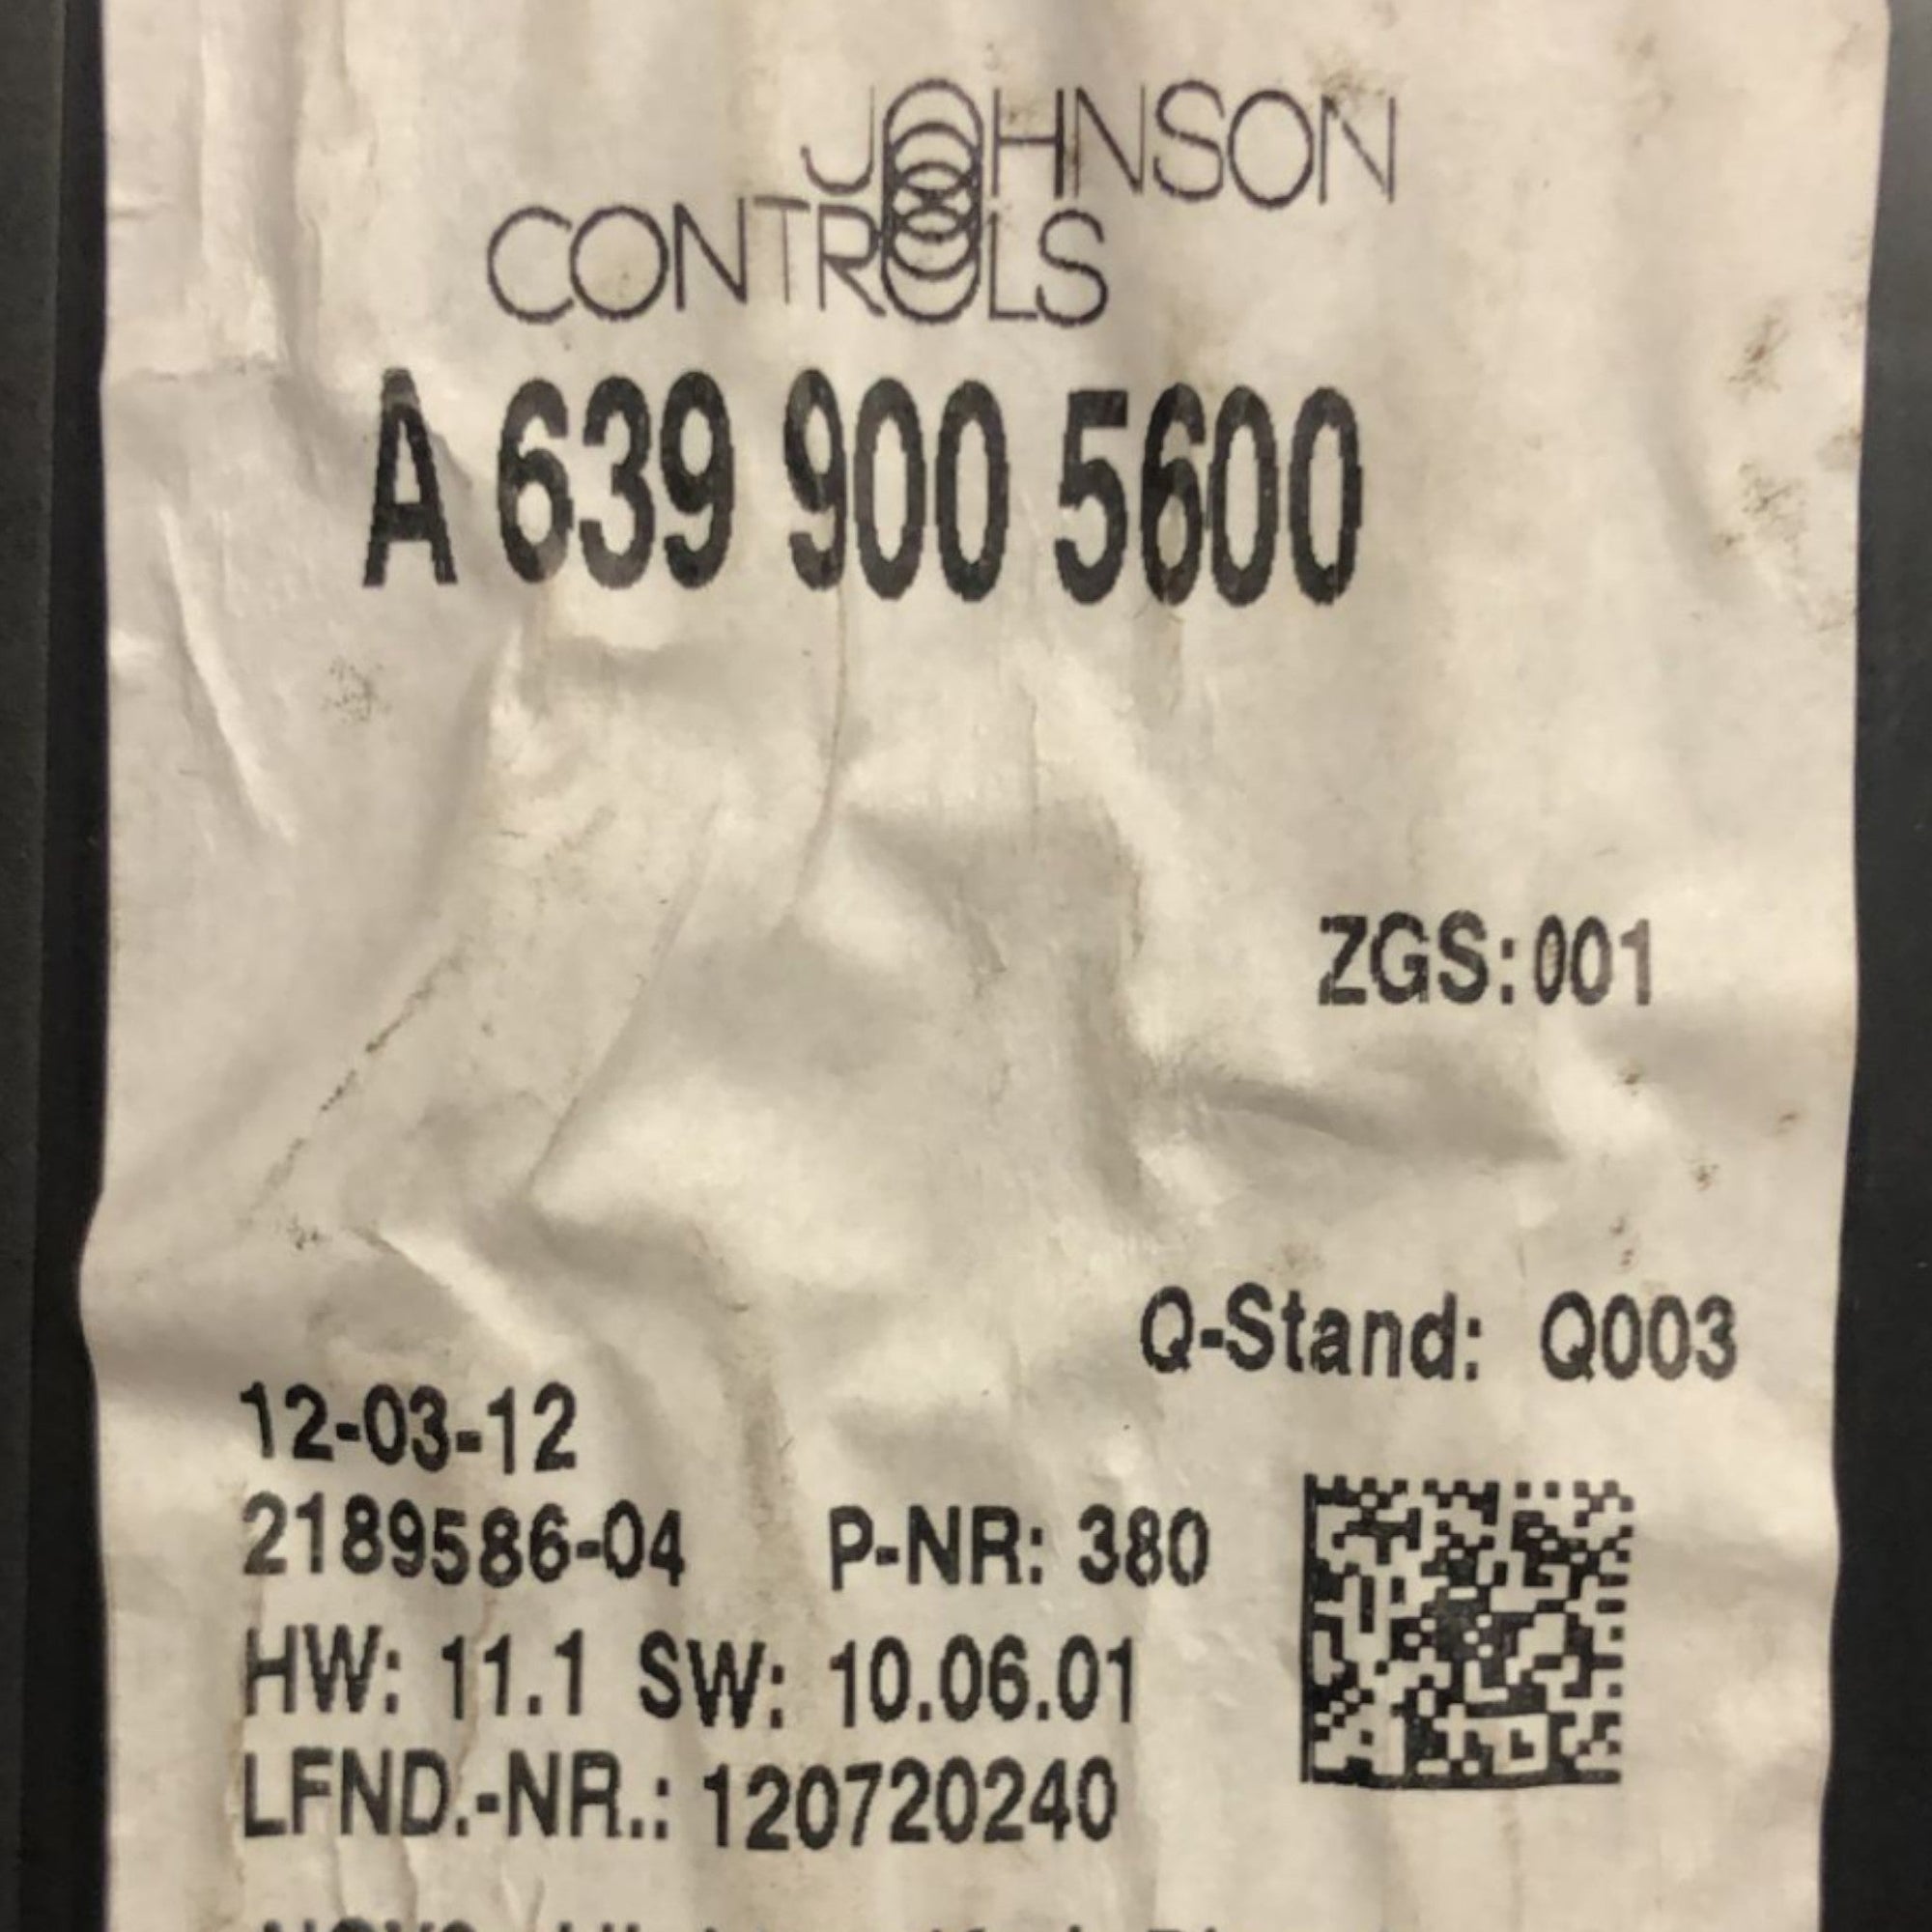 JOHNSON
CONTROLS
A 639 900 5600
ZGS:001
Q-Stand: Q003
12-03-12
2189586-04 P-NR: 380
HW: 11.1 SW: 10.06.01
LFND.-NR.: 120720240